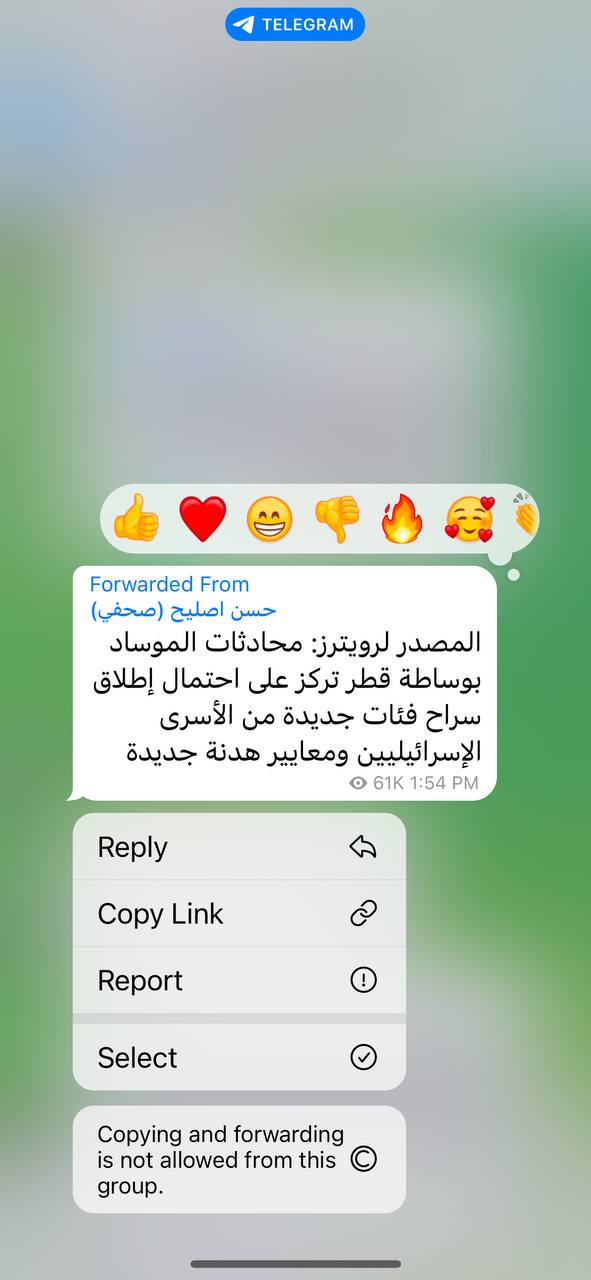 TELEGRAM
Forwarded From
حسن اصليح (صحفي)
المصدر لرويترز: محادثات الموساد
بوساطة قطر تركز على احتمال إطلاق
سراح فئات جديدة من الأسرى
الإسرائيليين ومعايير هدنة جديدة
61K 1:54 PM
Reply
Copy Link
Report
Select
Copying and forwarding
is not allowed from this
group.